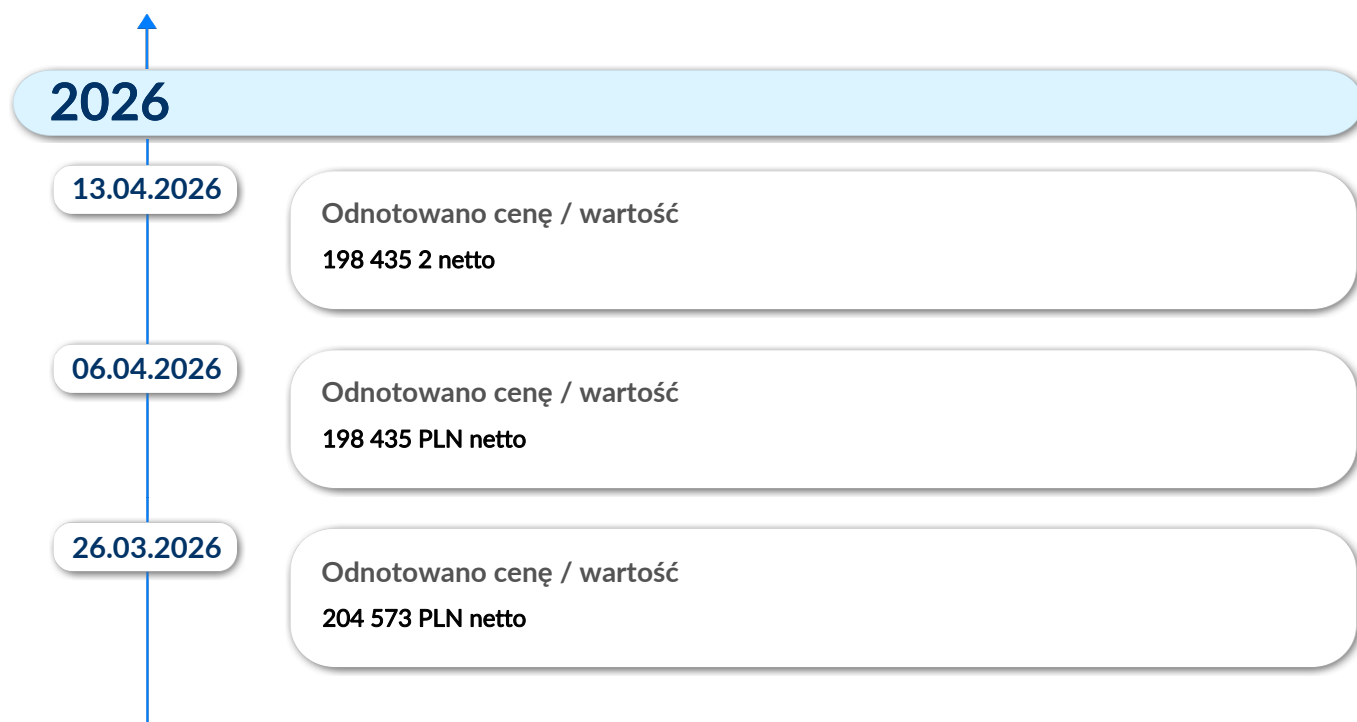 2026
13.04.2026
Odnotowano cenę / wartość
198 435 2 netto
06.04.2026
Odnotowano cenę / wartość
198 435 PLN netto
26.03.2026
Odnotowano cenę / wartość
204 573 PLN netto